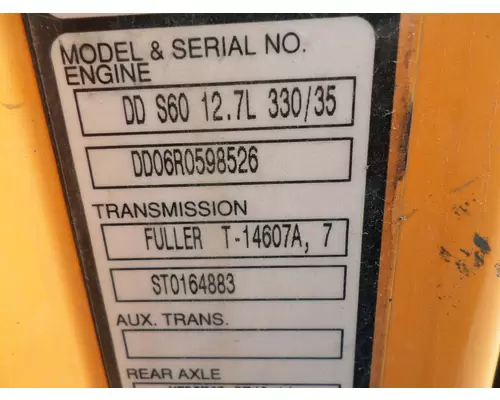 MODEL & SERIAL NO.
ENGINE
DD S60 12.7L 330/35
DD06R0598526
TRANSMISSION
FULLER T-14607A, 7
ST0164883
AUX. TRANS.
REAR AXLE